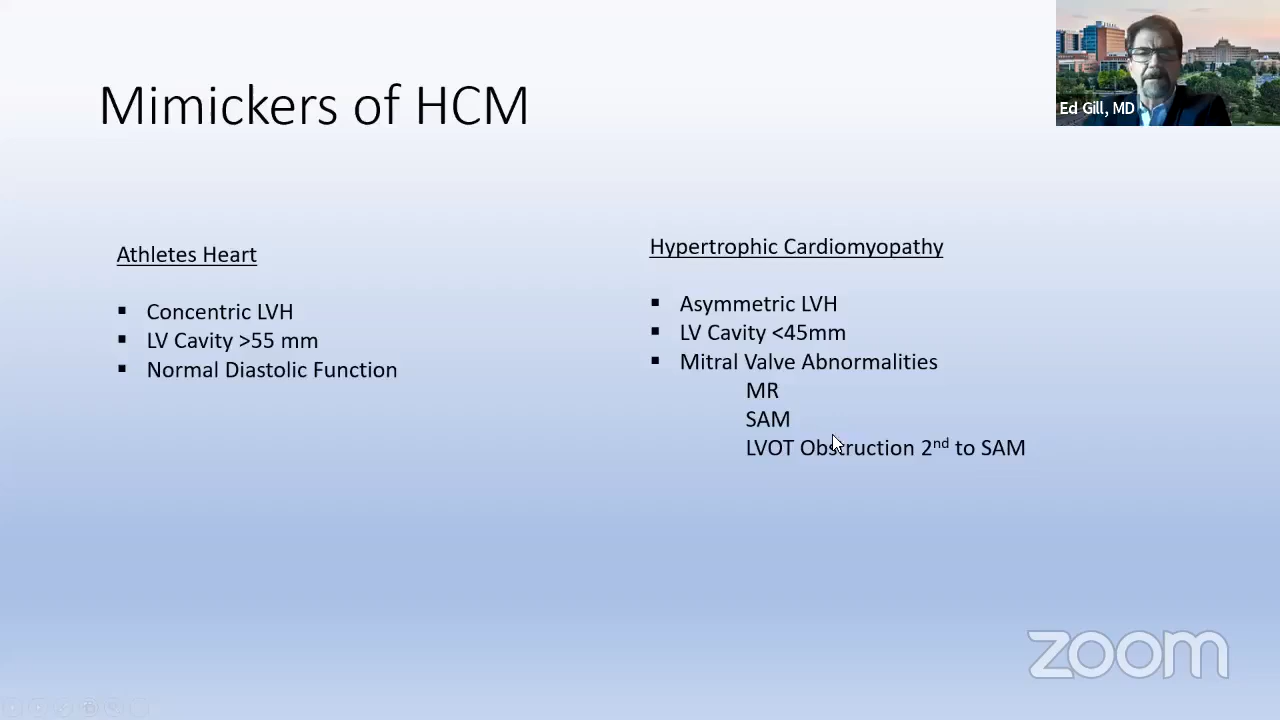 Mimickers of HCM
Ed Gill, MD
Athletes Heart
▪ Concentric LVH
▪ LV Cavity >55 mm
▪ Normal Diastolic Function
Hypertrophic Cardiomyopathy
▪ Asymmetric LVH
▪ LV Cavity <45mm
▪ Mitral Valve Abnormalities
MR
SAM
LVOT Obstruction 2nd to SAM
zoom